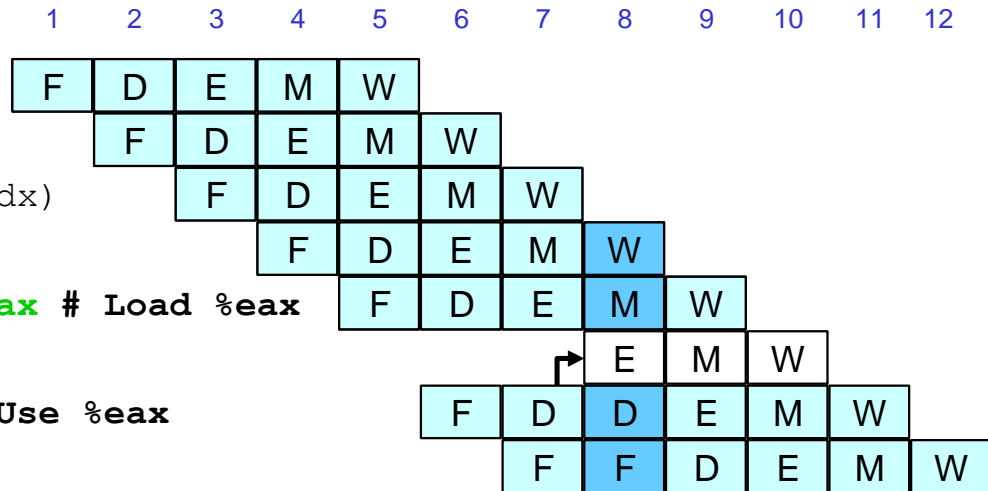 1 2 3 4 5 6 7 8 9 10 11 12
F D E M W
F D E M W
dx) F D E M W
F D E M W
ax # Load %eax F D E M W
E M W
Use %eax F D D E M W
F F D E M W